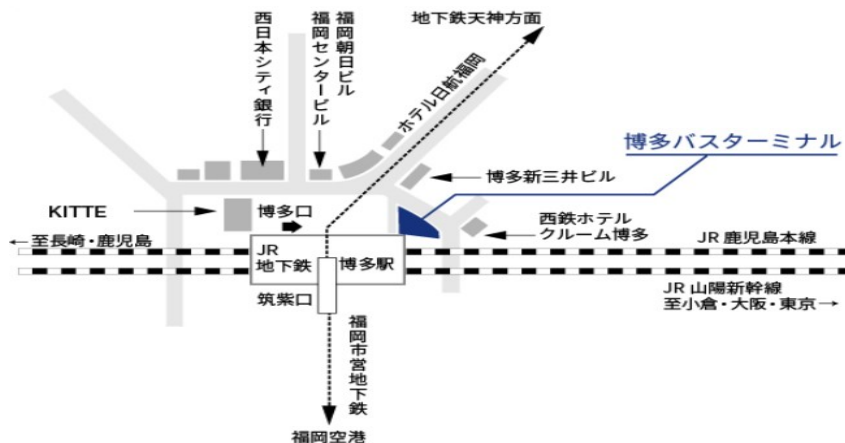 地下鉄天神方面
西日本シティ銀行
福岡センタービル
福岡朝日ビル
ホテル日航福岡
博多バスターミナル
博多新三井ビル
KITTE
博多口
西鉄ホテル
クルーム博多
←至長崎・鹿児島
JR
地下鉄
博多駅
JR鹿児島本線
筑紫口
JR山陽新幹線
至小倉・大阪・東京→
福岡市営地下鉄
福岡空港